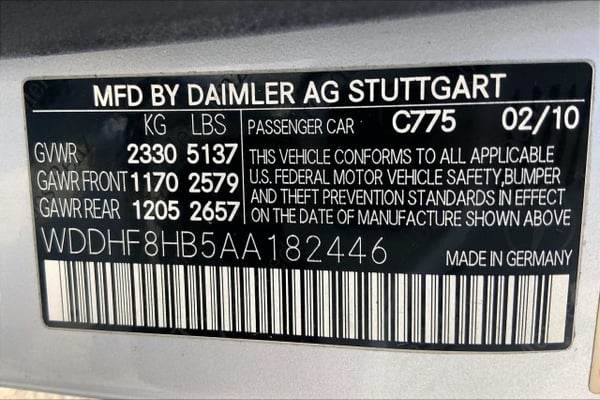 MFD BY DAIMLER AG STUTTGART
KG LBS
GVWR 2330 5137
GAWR FRONT 1170 2579
GAWR REAR 1205 2657
PASSENGER CAR C775 02/10
THIS VEHICLE CONFORMS TO ALL APPLICABLE
U.S. FEDERAL MOTOR VEHICLE SAFETY, BUMPER
AND THEFT PREVENTION STANDARDS IN EFFECT
ON THE DATE OF MANUFACTURE SHOWN ABOVE
WDDHF8HB5AA182446 MADE IN GERMANY